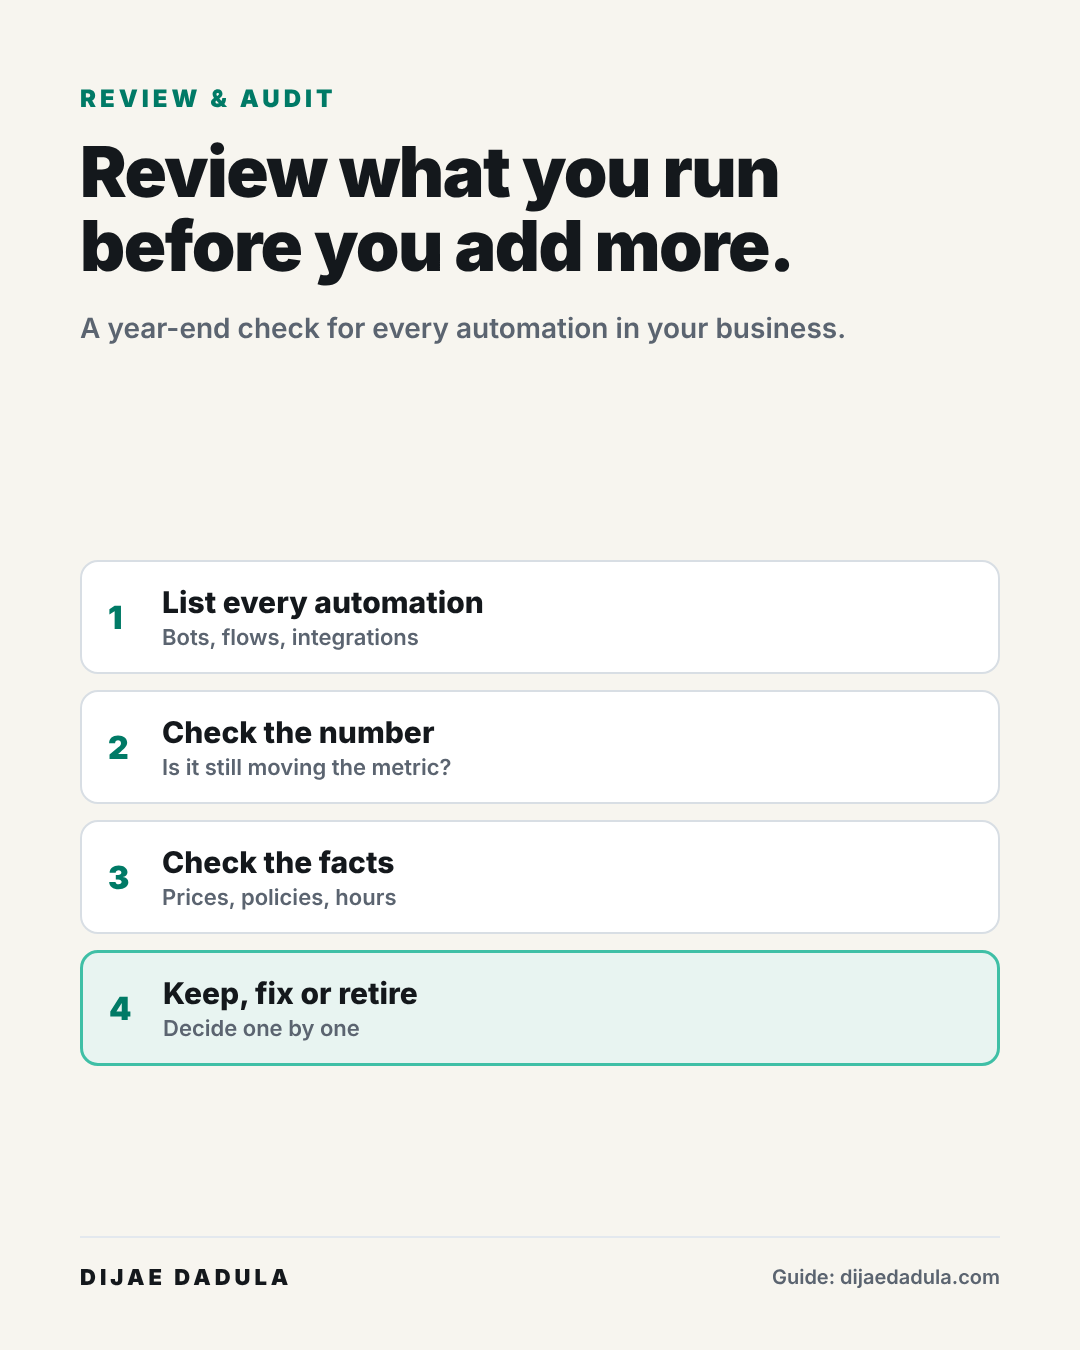 REVIEW & AUDIT
Review what you run
before you add more.
A year-end check for every automation in your business.
1
List every automation
Bots, flows, integrations
2
Check the number
Is it still moving the metric?
3
Check the facts
Prices, policies, hours
4
Keep, fix or retire
Decide one by one
DIJAE DADULA
Guide: dijaedadula.com